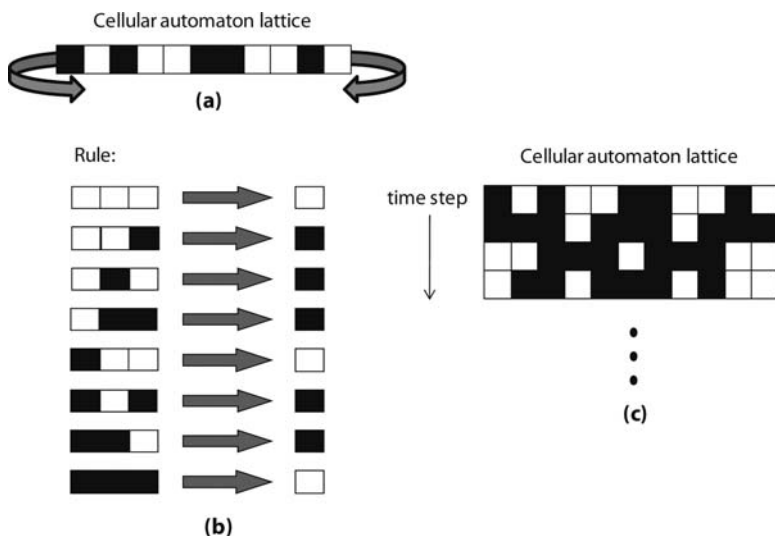 Cellular automaton lattice
(a)
Rule:
(b)
Cellular automaton lattice
time step
(c)